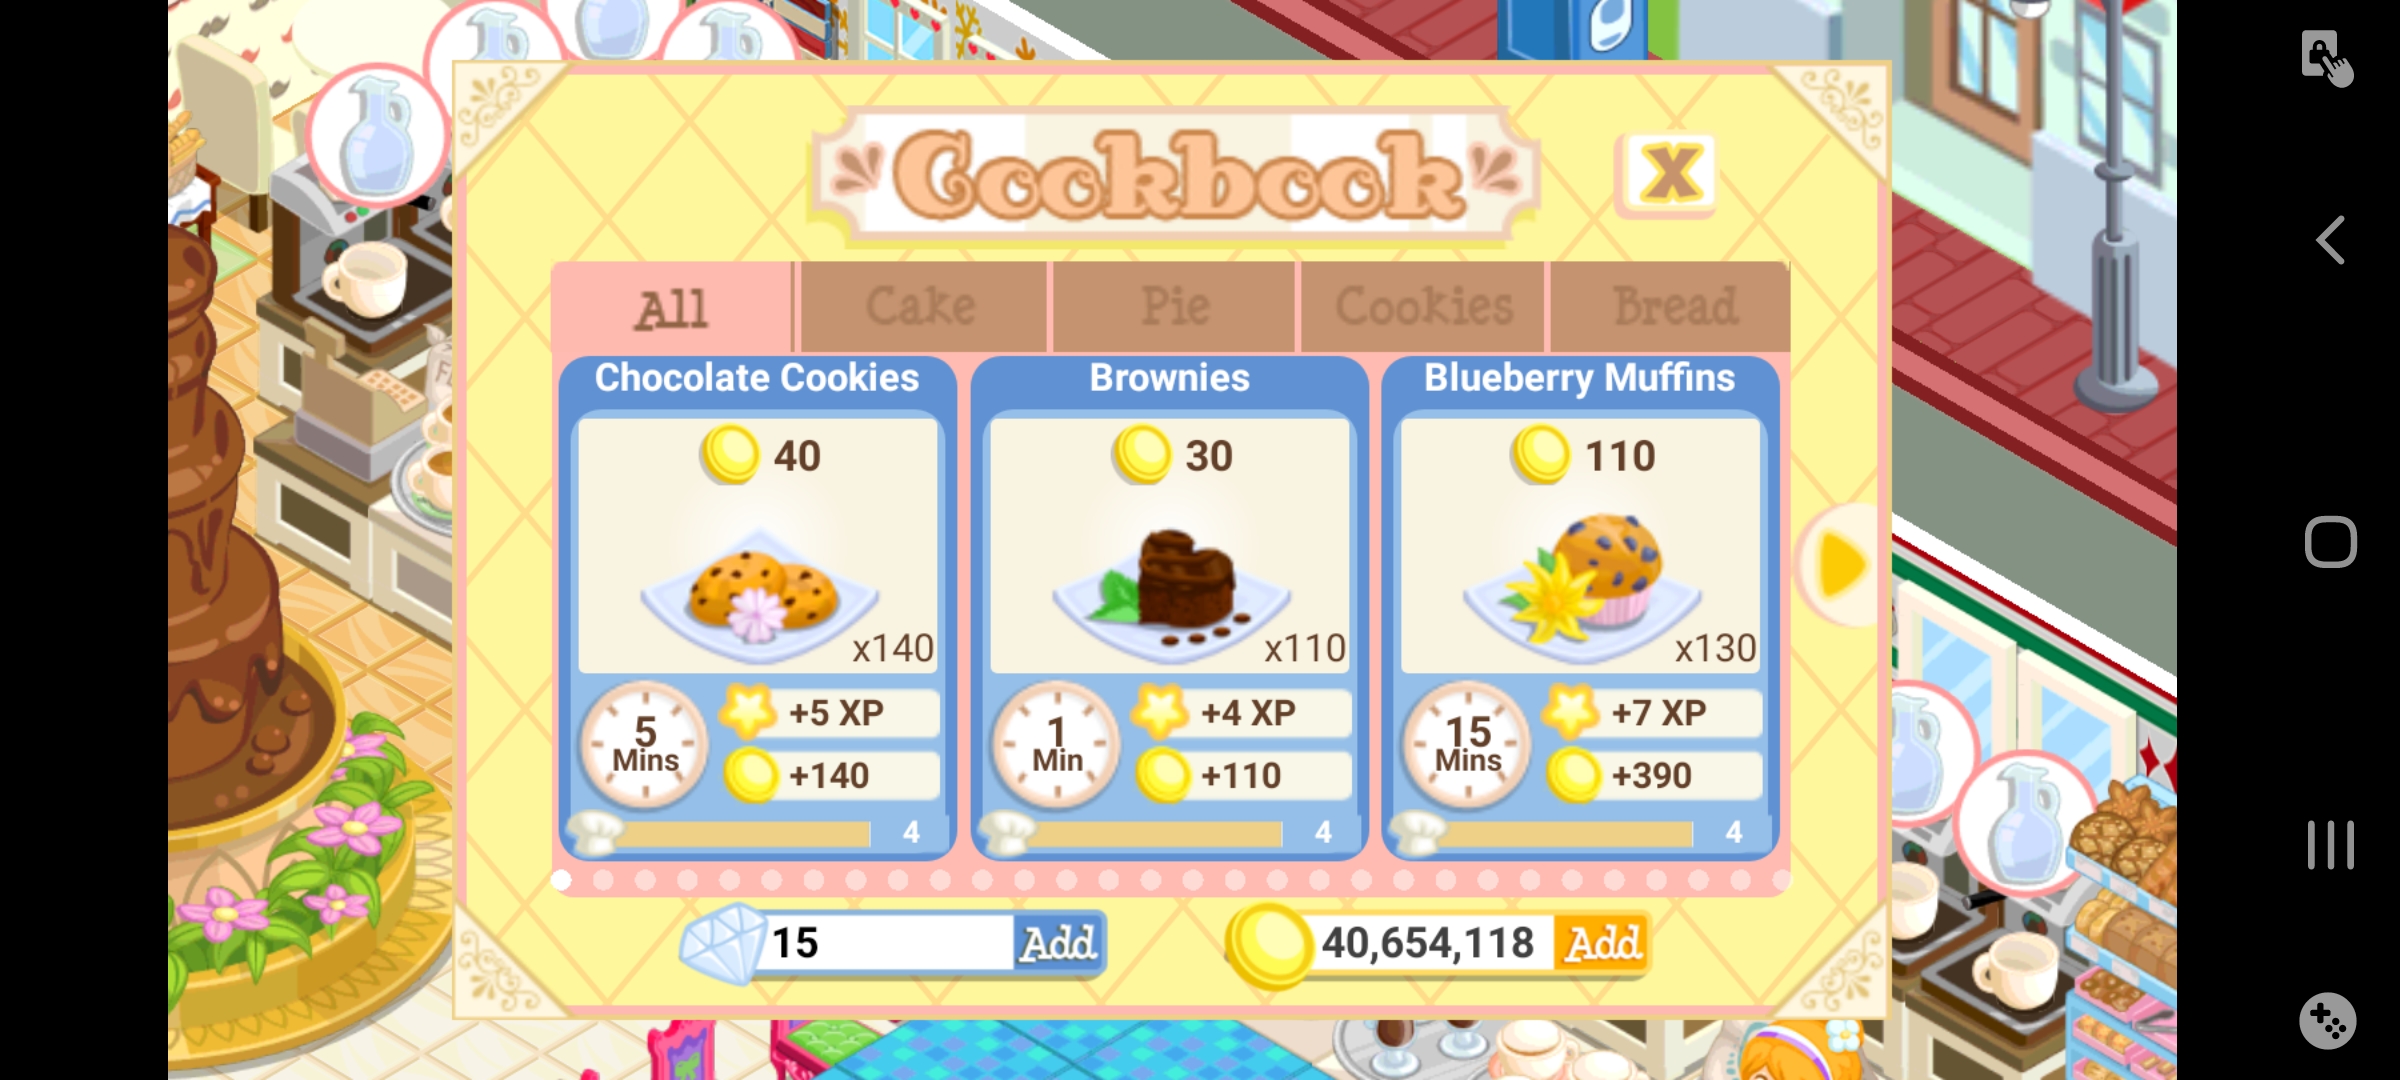 Cookbook
X
All Cake Pie Cookies Bread
Chocolate Cookies
40
x140
5
Mins
+5 XP
+140
4
Brownies
30
x110
1
Min
+4 XP
+110
4
Blueberry Muffins
110
x130
15
Mins
+7 XP
+390
4
15 Add
40,654,118 Add